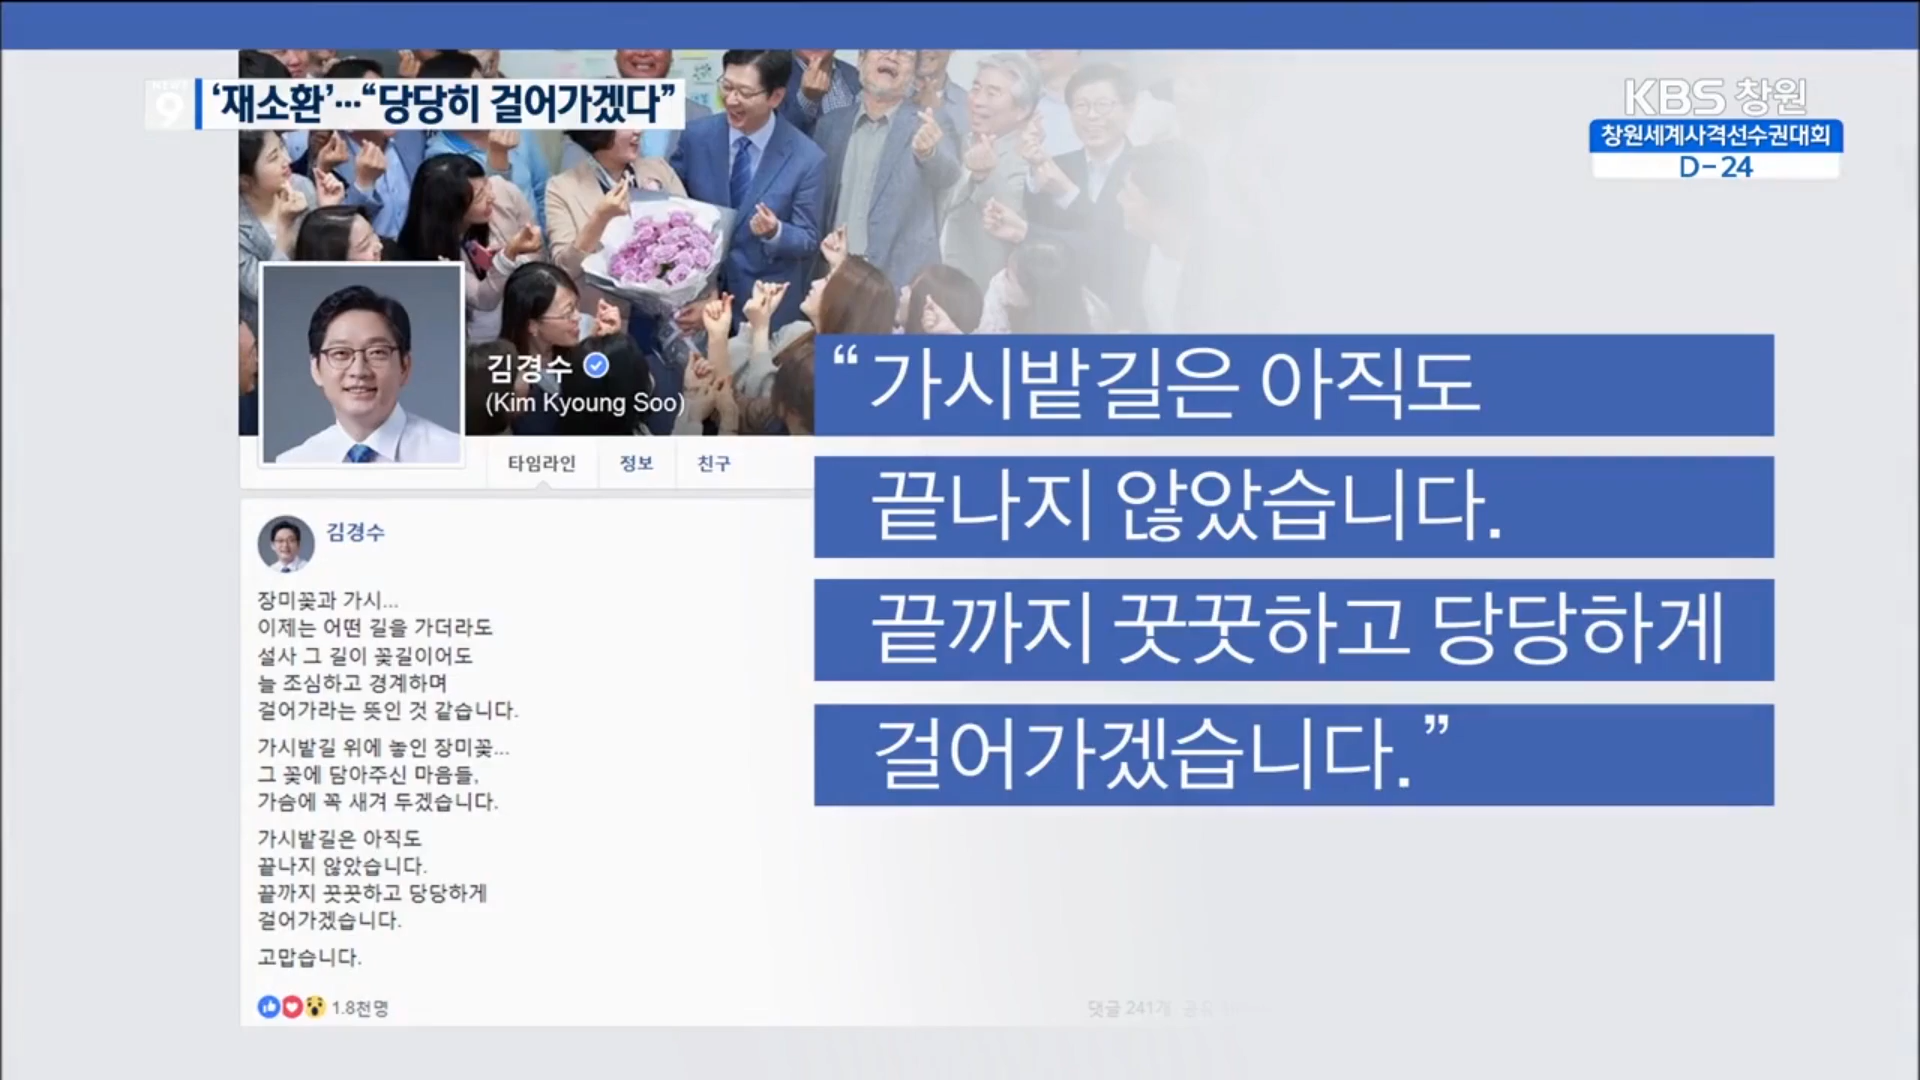 NEWS 9
‘재소환’…“당당히 걸어가겠다”
KBS 창원
창원세계사격선수권대회
D-24
김경수
(Kim Kyoung Soo)
타임라인 정보 친구
김경수
장미꽃과 가시...
이제는 어떤 길을 가더라도
설사 그 길이 꽃길이어도
늘 조심하고 경계하며
걸어가라는 뜻인 것 같습니다.
가시밭길 위에 놓인 장미꽃...
그 꽃에 담아주신 마음들,
가슴에 꼭 새겨 두겠습니다.
가시밭길은 아직도
끝나지 않았습니다.
끝까지 꿋꿋하고 당당하게
걸어가겠습니다.
고맙습니다.
1.8천명
댓글 241개
“가시밭길은 아직도
끝나지 않았습니다.
끝까지 꿋꿋하고 당당하게
걸어가겠습니다.”